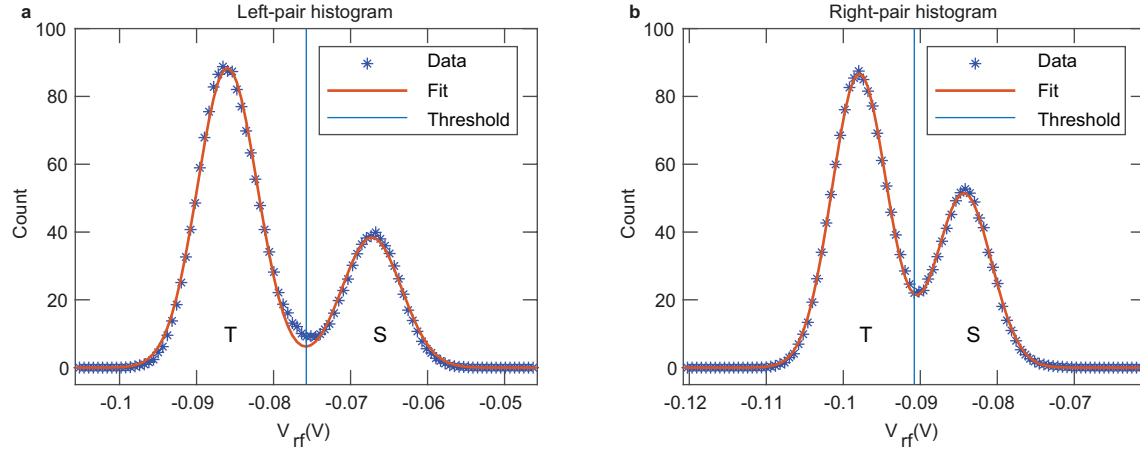 a
Left-pair histogram
100
80
60
40
20
0
Count
Data
Fit
Threshold
T
S
-0.1
-0.09
-0.08
-0.07
-0.06
-0.05
V rf(V)
b
Right-pair histogram
100
80
60
40
20
0
Count
Data
Fit
Threshold
T
S
-0.12
-0.11
-0.1
-0.09
-0.08
-0.07
V rf(V)